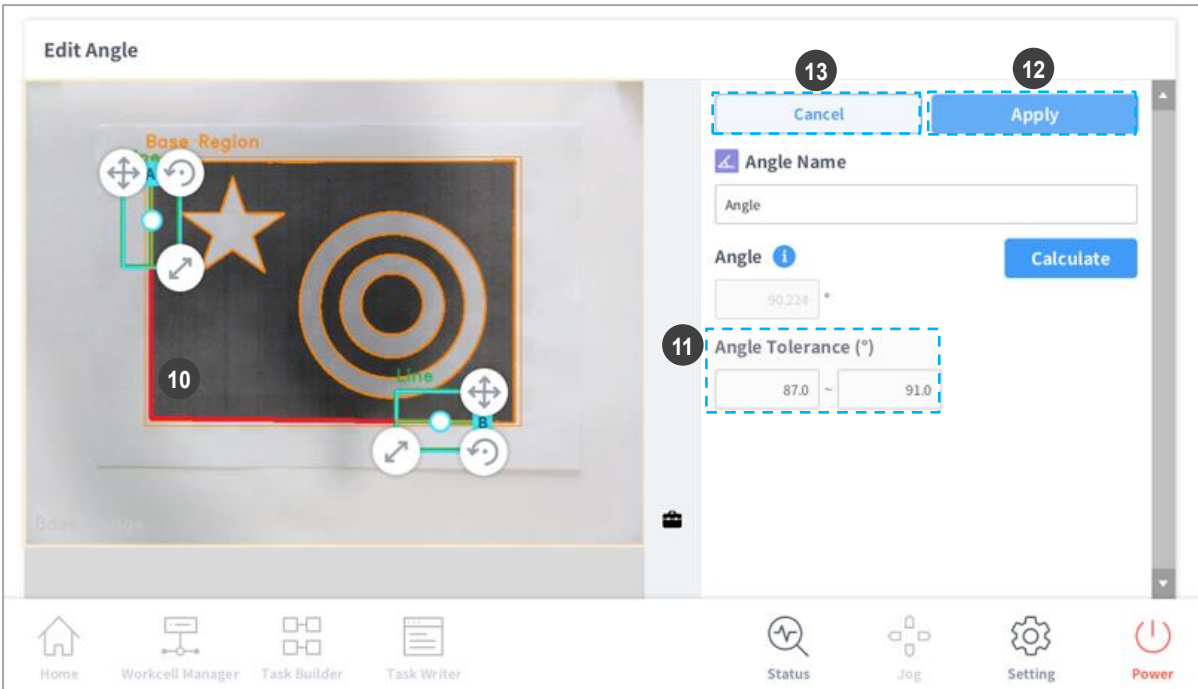 Edit Angle
13
12
Cancel
Apply
Base Region
A
Angle Name
Angle
Angle
i
Calculate
90.224 °
11
Angle Tolerance (°)
87.0 ~ 91.0
10
Line
B
Home
Workcell Manager
Task Builder
Task Writer
Status
Jog
Setting
Power